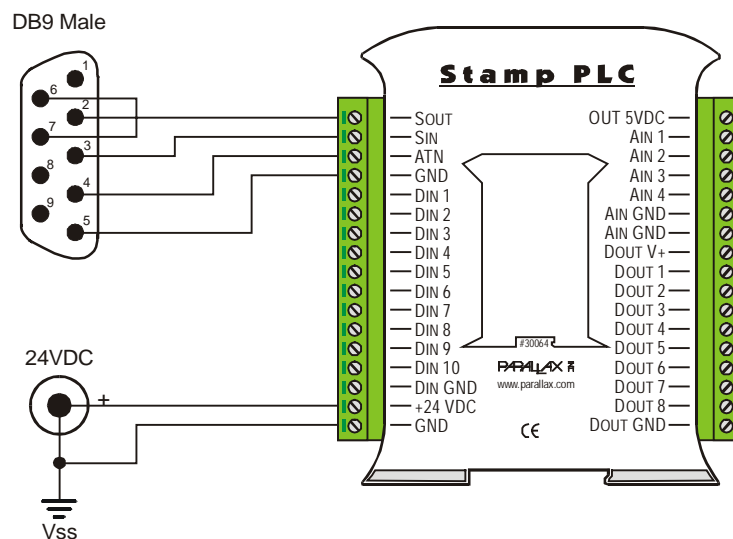 DB9 Male
1
6
2
7
3
8
4
9
5
24VDC
+
Vss
Stamp PLC
SOUT
SIN
ATN
GND
DIN 1
DIN 2
DIN 3
DIN 4
DIN 5
DIN 6
DIN 7
DIN 8
DIN 9
DIN 10
DIN GND
+24 VDC
GND
OUT 5VDC
AIN 1
AIN 2
AIN 3
AIN 4
AIN GND
AIN GND
DOUT V+
DOUT 1
DOUT 2
DOUT 3
DOUT 4
DOUT 5
DOUT 6
DOUT 7
DOUT 8
DOUT GND
#30064
PARALLAX
www.parallax.com
CE